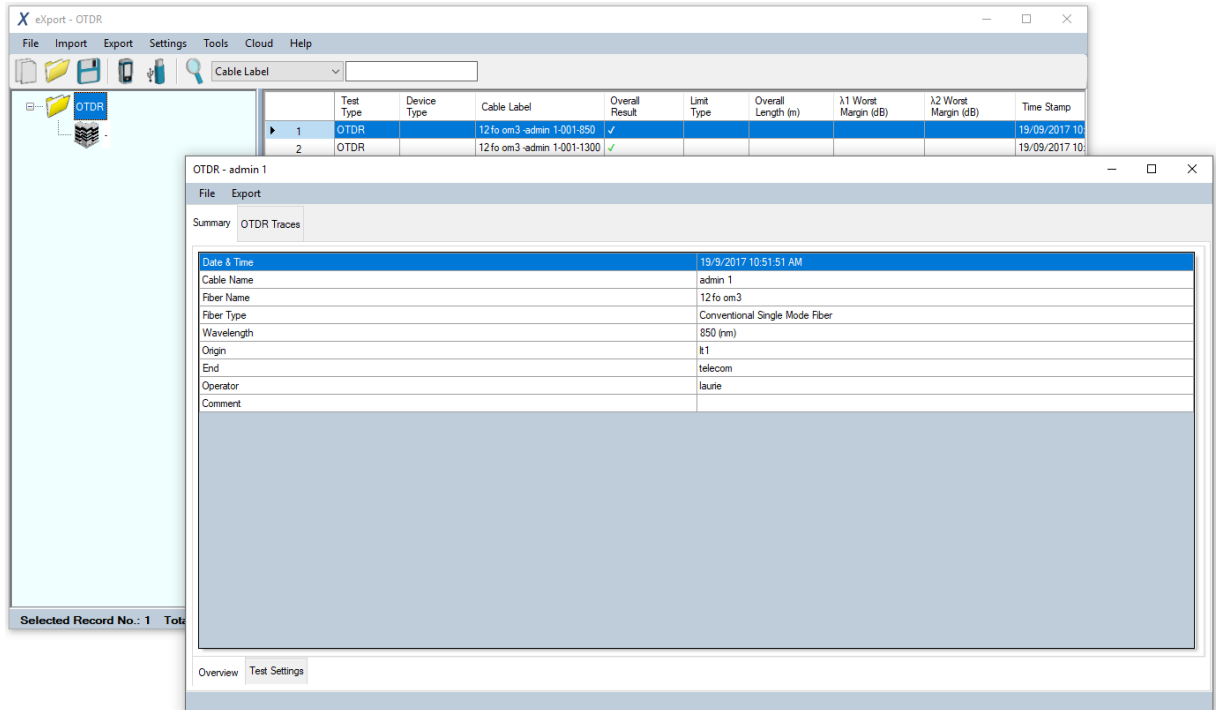 eXport - OTDR
File Import Export Settings Tools Cloud Help
Cable Label
OTDR
-
Test Type Device Type Cable Label Overall Result Limit Type Overall Length (m) λ1 Worst Margin (dB) λ2 Worst Margin (dB) Time Stamp
1 OTDR 12 fo om3 -admin 1-001-850 ✓ 19/09/2017 10:
2 OTDR 12 fo om3 -admin 1-001-1300 ✓ 19/09/2017 10:
OTDR - admin 1
File Export
Summary OTDR Traces
Date & Time 19/9/2017 10:51:51 AM
Cable Name admin 1
Fiber Name 12 fo om3
Fiber Type Conventional Single Mode Fiber
Wavelength 850 (nm)
Origin lt1
End telecom
Operator laurie
Comment
Selected Record No.: 1 Tota
Overview Test Settings